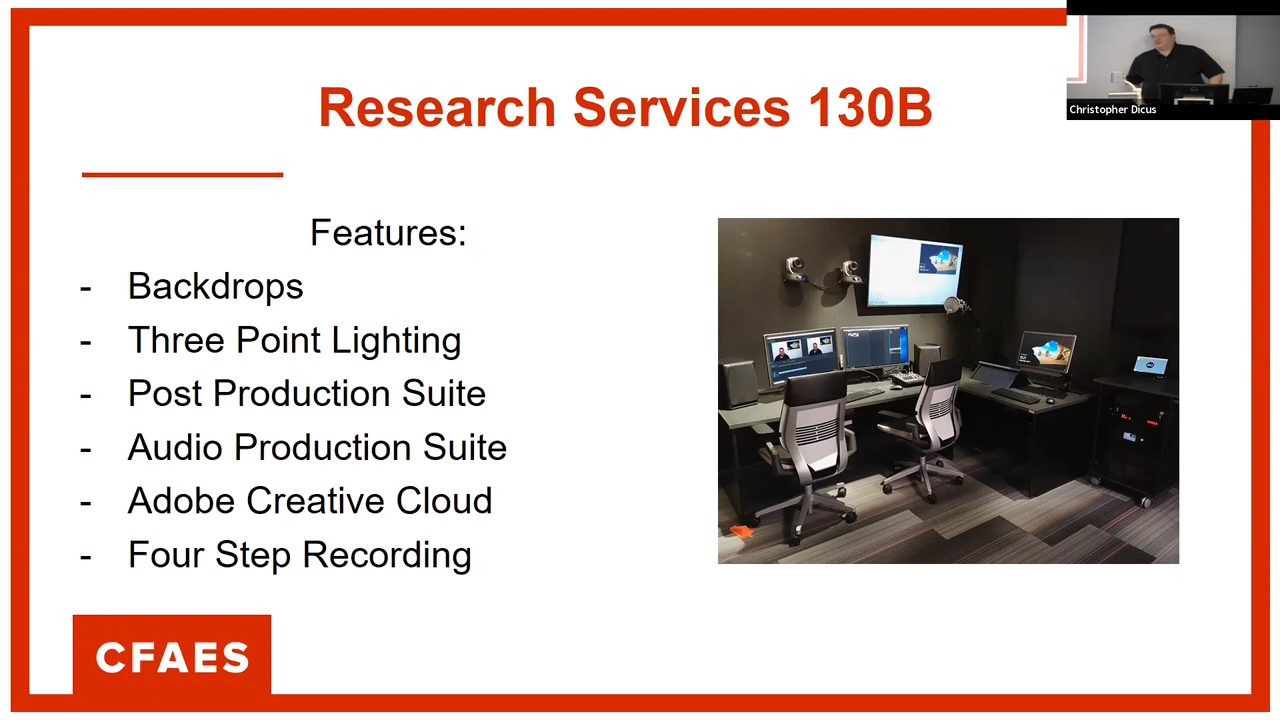 Research Services 130B
Christopher Dicus
Features:
- Backdrops
- Three Point Lighting
- Post Production Suite
- Audio Production Suite
- Adobe Creative Cloud
- Four Step Recording
CFAES